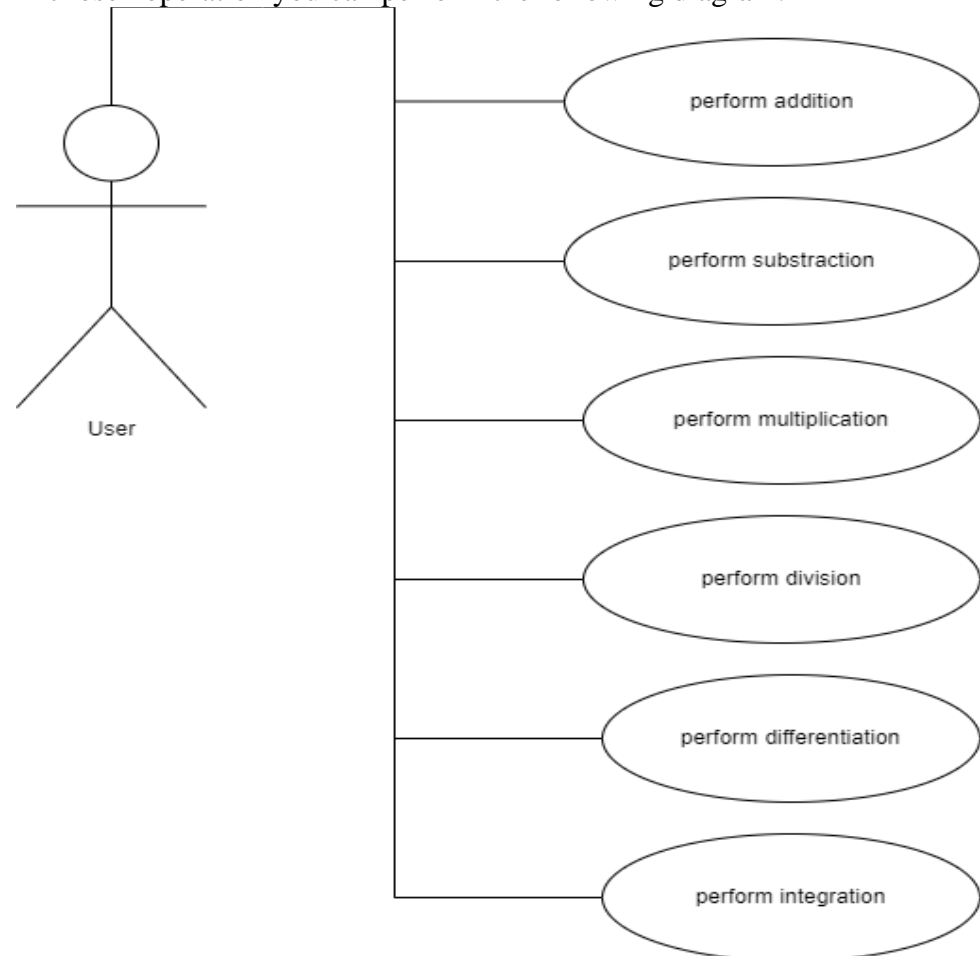 perform addition
perform substraction
perform multiplication
perform division
perform differentiation
perform integration
User